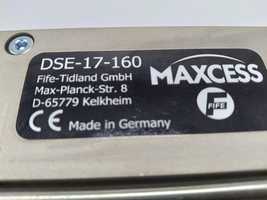 DSE-17-160
Fife-Tidland GmbH
Max-Planck-Str. 8
D-65779 Kelkheim
CE Made in Germany
MAXCESS
FIFE